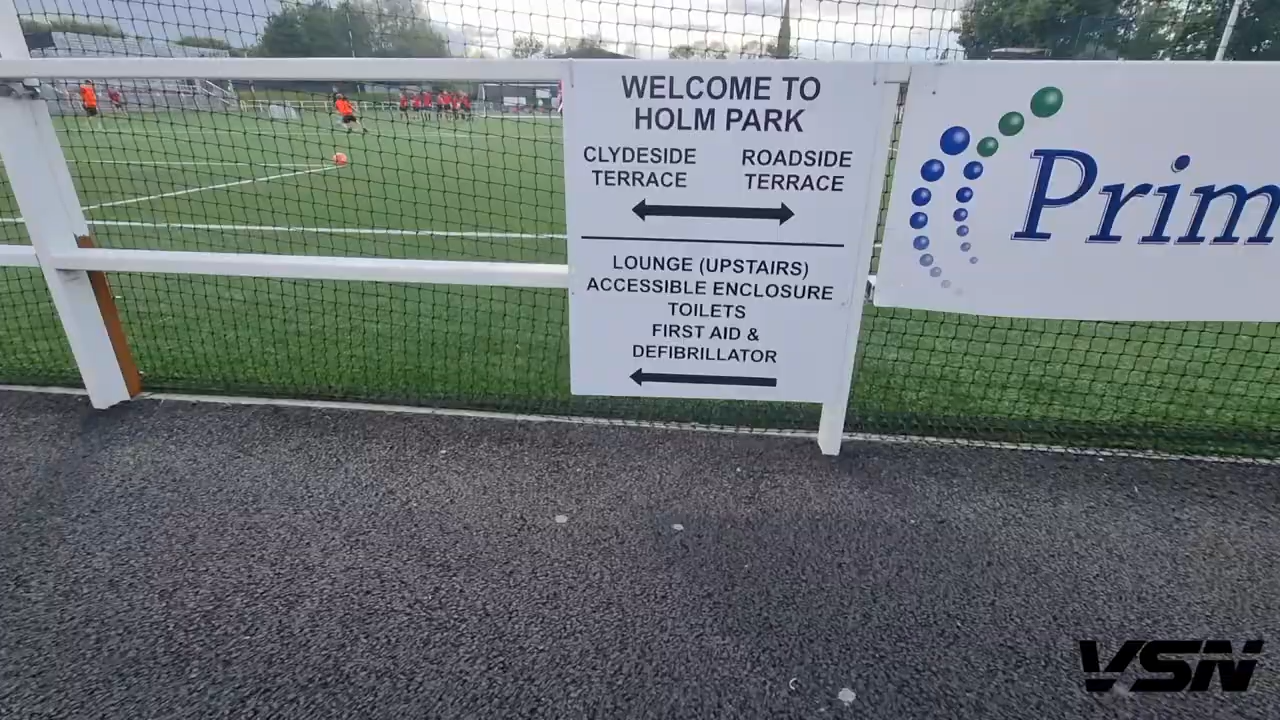 WELCOME TO
HOLM PARK
CLYDESIDE
TERRACE
ROADSIDE
TERRACE
LOUNGE (UPSTAIRS)
ACCESSIBLE ENCLOSURE
TOILETS
FIRST AID &
DEFIBRILLATOR
Prim
VSN